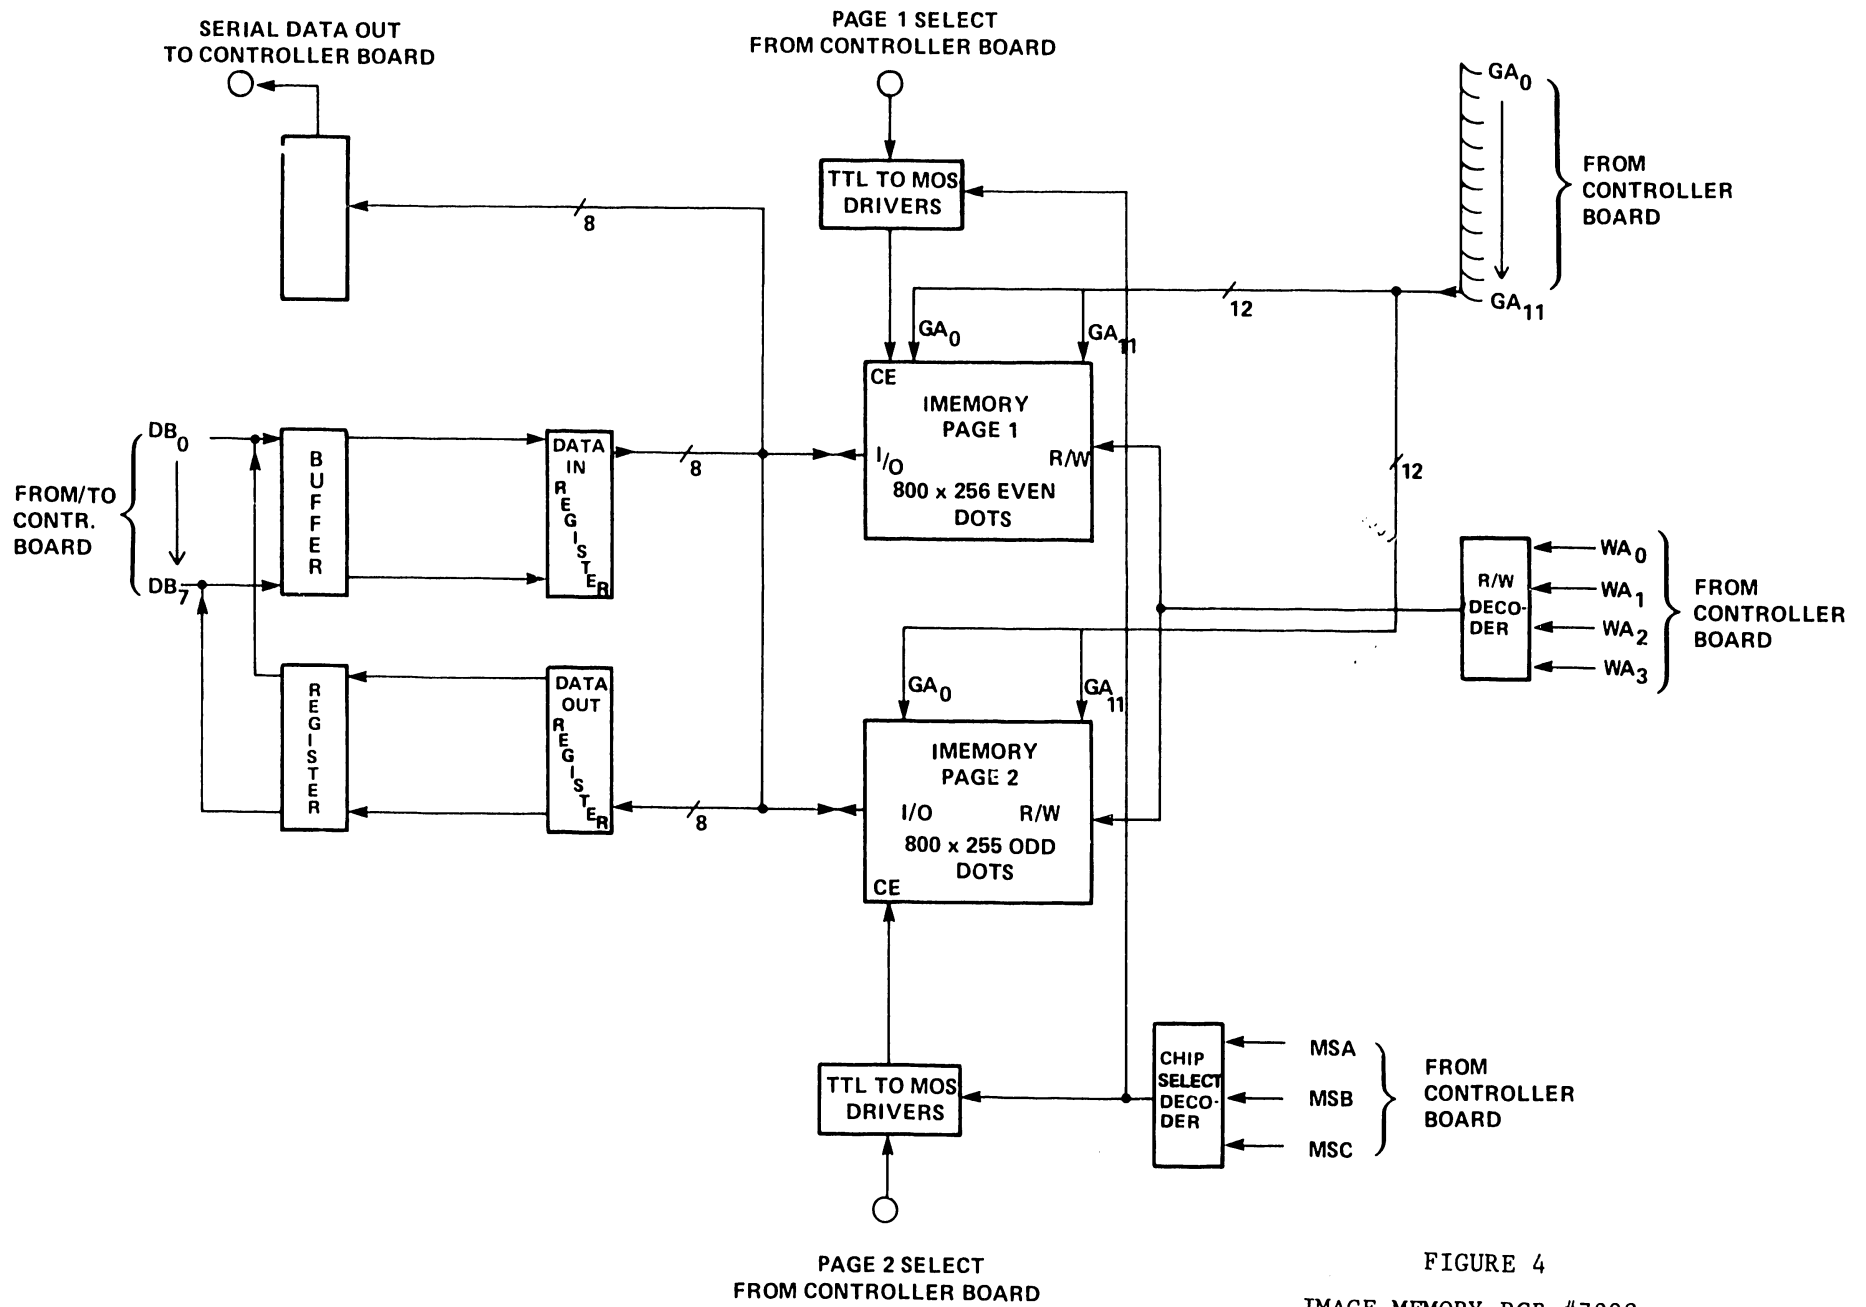 SERIAL DATA OUT
TO CONTROLLER BOARD
PAGE 1 SELECT
FROM CONTROLLER BOARD
TTL TO MOS
DRIVERS
8
GA0
GA11
FROM
CONTROLLER
BOARD
12
GA0
GA11
CE
IMEMORY
PAGE 1
I/O
R/W
800 x 256 EVEN
DOTS
FROM/TO
CONTR.
BOARD
DB0
DB7
BUFFER
DATA
IN
REGISTER
8
12
R/W
DECO-
DER
WA0
WA1
WA2
WA3
FROM
CONTROLLER
BOARD
REGISTER
DATA
OUT
REGISTER
8
GA0
GA11
IMEMORY
PAGE 2
I/O
R/W
800 x 255 ODD
DOTS
CE
TTL TO MOS
DRIVERS
CHIP
SELECT
DECO-
DER
MSA
MSB
MSC
FROM
CONTROLLER
BOARD
PAGE 2 SELECT
FROM CONTROLLER BOARD
FIGURE 4
IMAGE MEMORY PCB